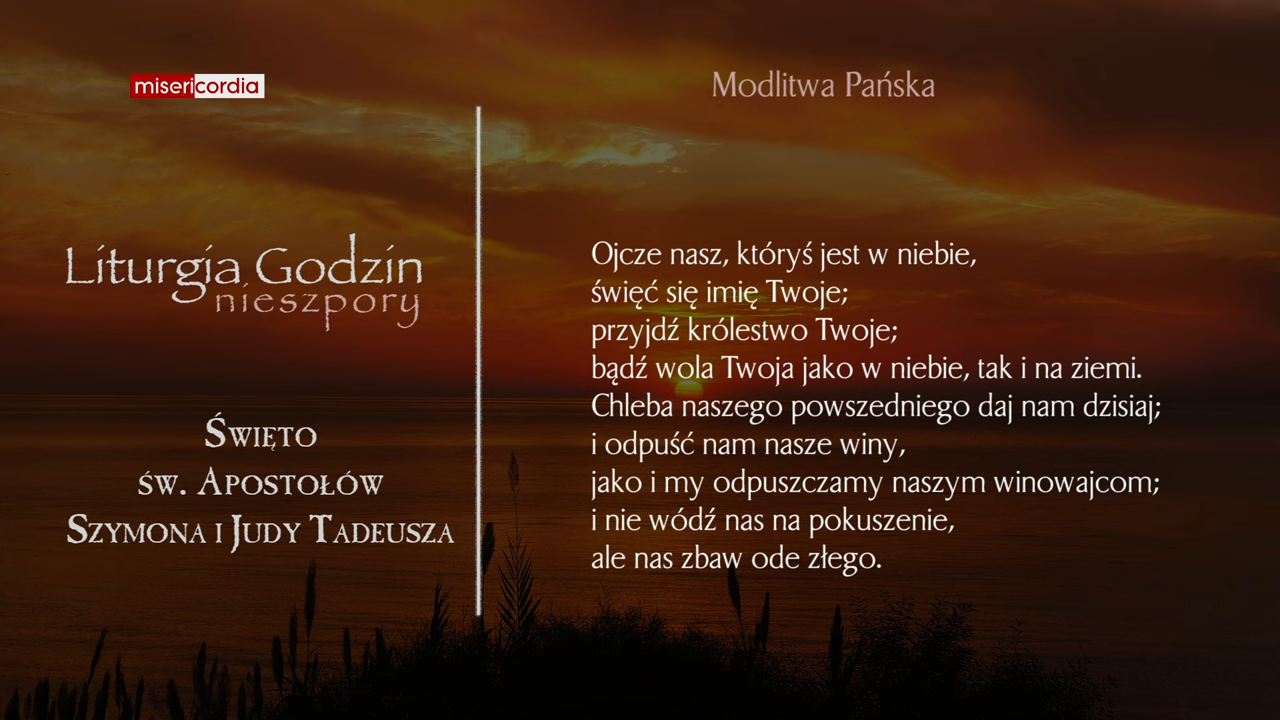 misericordia
Liturgia Godzin
nieszpory
Święto
św. Apostołów
Szymona i Judy Tadeusza
Modlitwa Pańska
Ojcze nasz, któryś jest w niebie,
święć się imię Twoje;
przyjdź królestwo Twoje;
bądź wola Twoja jako w niebie, tak i na ziemi.
Chleba naszego powszedniego daj nam dzisiaj;
i odpuść nam nasze winy,
jako i my odpuszczamy naszym winowajcom;
i nie wódź nas na pokuszenie,
ale nas zbaw ode złego.